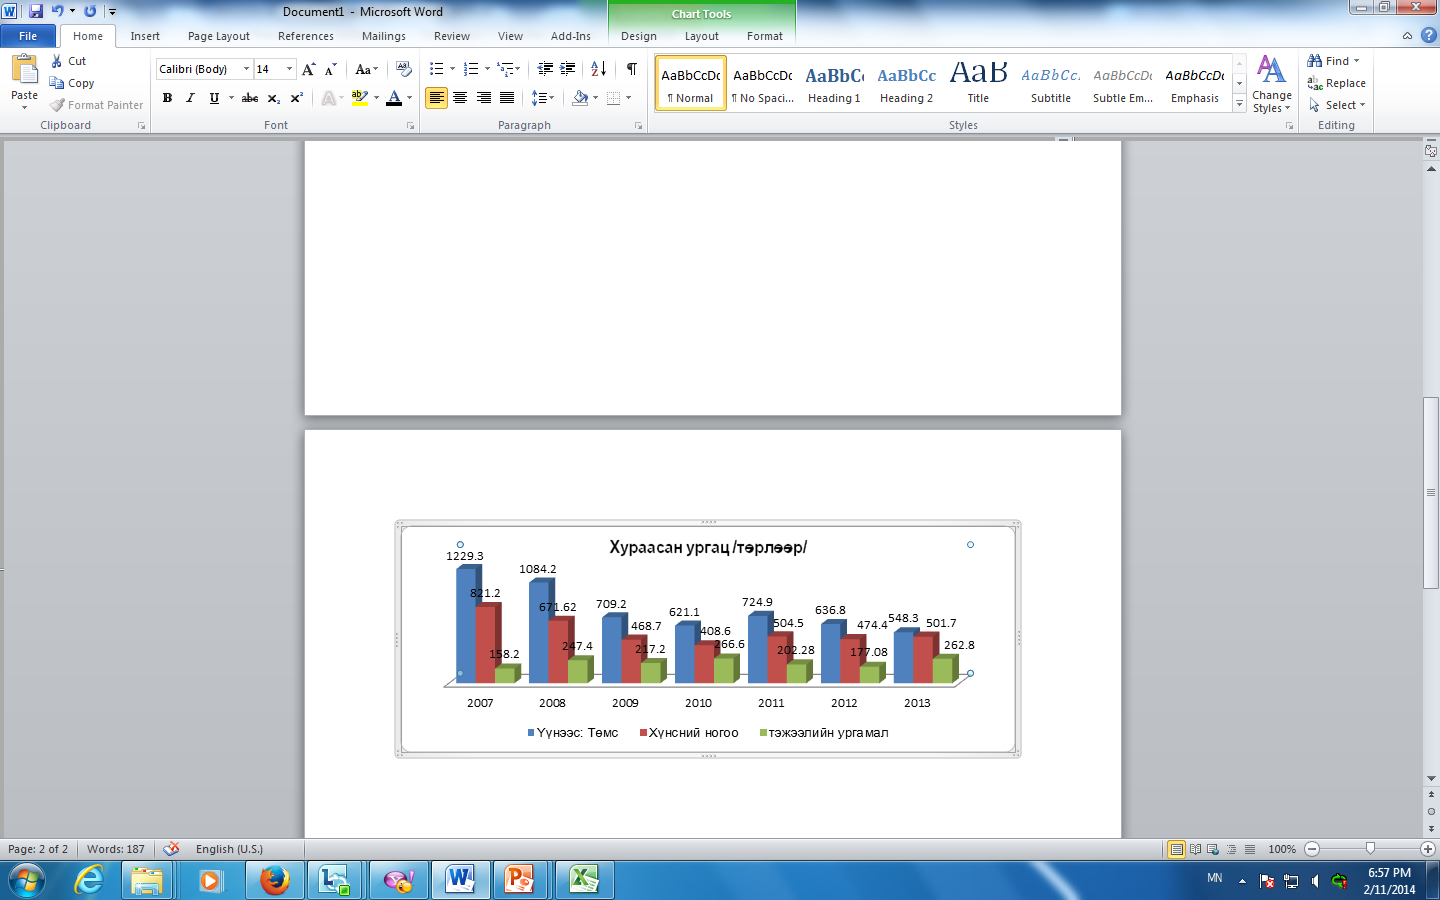 Document1 - Microsoft Word
Chart Tools
File Home Insert Page Layout References Mailings Review View Add-Ins Design Layout Format
Paste
Cut
Copy
Format Painter
Clipboard
Calibri (Body) 14
Font
Paragraph
AaBbCcDc AaBbCcDc AaBbCc AaBbCc AaB AaBbCc. AaBbCcDc AaBbCcDc
¶ Normal ¶ No Spaci... Heading 1 Heading 2 Title Subtitle Subtle Em... Emphasis
Change
Styles
Styles
Find
Replace
Select
Editing
Хураасан ургац /төрлөөр/
1229.3 821.2 158.2
1084.2 671.62 247.4
709.2 468.7 217.2
621.1 408.6 266.6
724.9 504.5 202.28
636.8 474.4 177.08
548.3 501.7 262.8
2007 2008 2009 2010 2011 2012 2013
Үүнээс: Төмс Хүнсний ногоо тэжээлийн ургамал
Page: 2 of 2 Words: 187 English (U.S.) 100%
MN
6:57 PM
2/11/2014